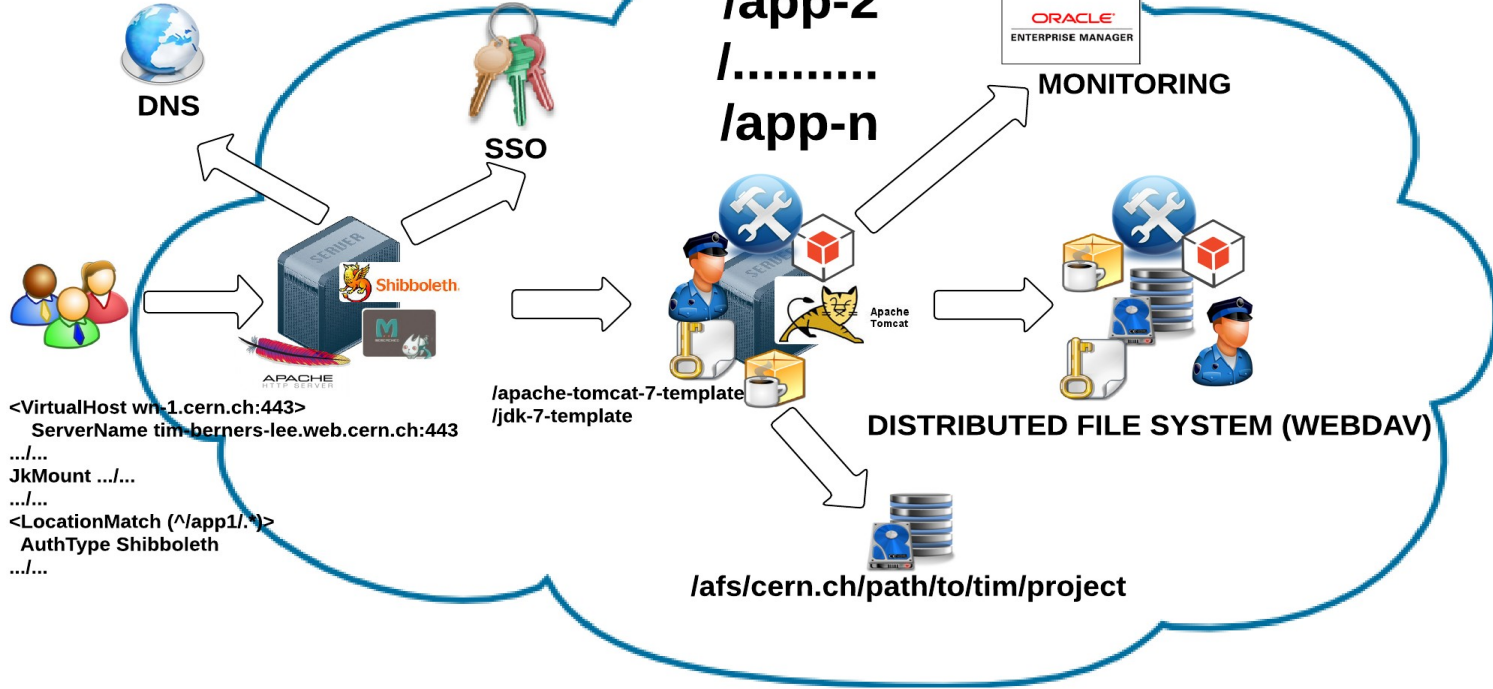 /app-2
/..........
/app-n
ORACLE
ENTERPRISE MANAGER
MONITORING
DNS
SSO
SERVER
Shibboleth.
APACHE
HTTP SERVER
Apache
Tomcat
/apache-tomcat-7-template
/jdk-7-template
<VirtualHost wn-1.cern.ch:443>
ServerName tim-berners-lee.web.cern.ch:443
.../...
JkMount .../...
.../...
<LocationMatch (^/app1/.*)>
AuthType Shibboleth
.../...
DISTRIBUTED FILE SYSTEM (WEBDAV)
/afs/cern.ch/path/to/tim/project